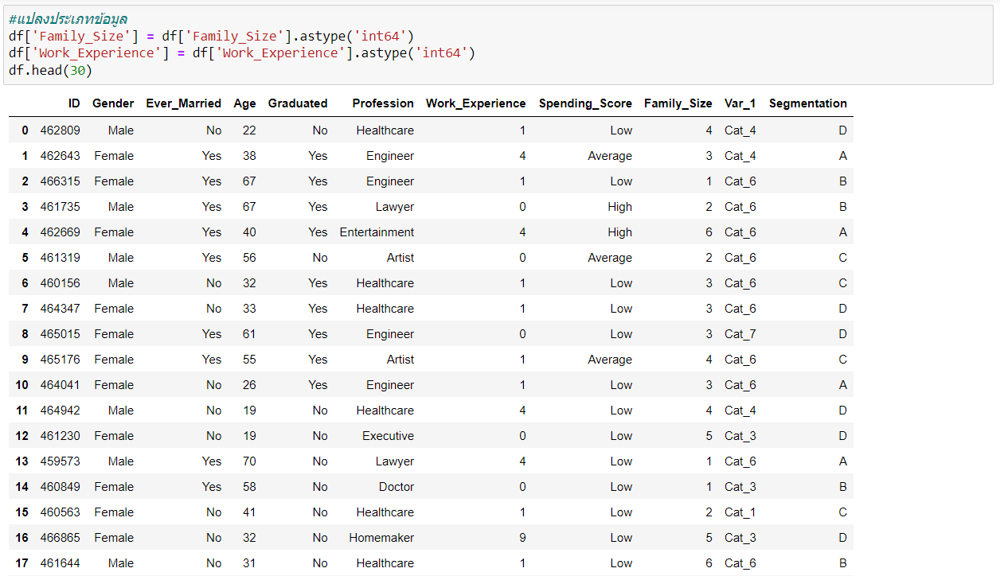 #แปลงประเภทข้อมูล
df['Family_Size'] = df['Family_Size'].astype('int64')
df['Work_Experience'] = df['Work_Experience'].astype('int64')
df.head(30)
ID Gender Ever_Married Age Graduated Profession Work_Experience Spending_Score Family_Size Var_1 Segmentation
0 462809 Male No 22 No Healthcare 1 Low 4 Cat_4 D
1 462643 Female Yes 38 Yes Engineer 4 Average 3 Cat_4 A
2 466315 Female Yes 67 Yes Engineer 1 Low 1 Cat_6 B
3 461735 Male Yes 67 Yes Lawyer 0 High 2 Cat_6 B
4 462669 Female Yes 40 Yes Entertainment 4 High 6 Cat_6 A
5 461319 Male Yes 56 No Artist 0 Average 2 Cat_6 C
6 460156 Male No 32 Yes Healthcare 1 Low 3 Cat_6 C
7 464347 Female No 33 Yes Healthcare 1 Low 3 Cat_6 D
8 465015 Female Yes 61 Yes Engineer 0 Low 3 Cat_7 D
9 465176 Female Yes 55 Yes Artist 1 Average 4 Cat_6 C
10 464041 Female No 26 Yes Engineer 1 Low 3 Cat_6 A
11 464942 Male No 19 No Healthcare 4 Low 4 Cat_4 D
12 461230 Female No 19 No Executive 0 Low 5 Cat_3 D
13 459573 Male Yes 70 No Lawyer 4 Low 1 Cat_6 A
14 460849 Female Yes 58 No Doctor 0 Low 1 Cat_3 B
15 460563 Female No 41 No Healthcare 1 Low 2 Cat_1 C
16 466865 Female No 32 No Homemaker 9 Low 5 Cat_3 D
17 461644 Male No 31 No Healthcare 1 Low 6 Cat_6 B